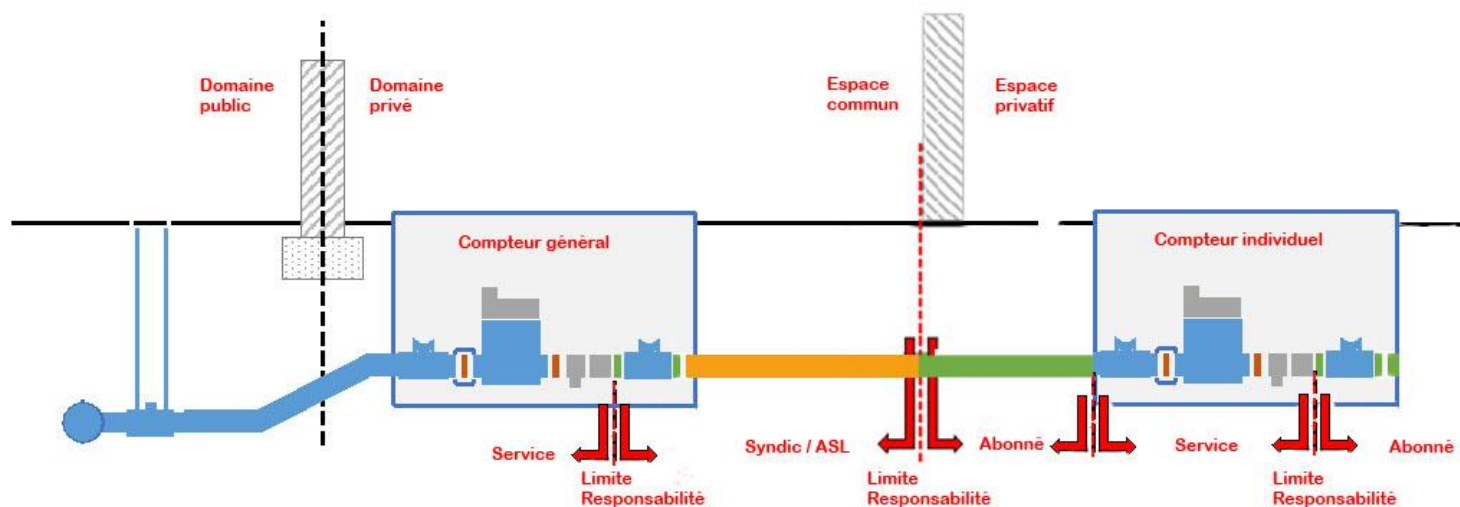 Domaine
public
Domaine
privé
Espace
commun
Espace
privatif
Compteur général
Compteur individuel
Service
Limite
Responsabilité
Syndic / ASL
Limite
Responsabilité
Abonné
Service
Limite
Responsabilité
Abonné